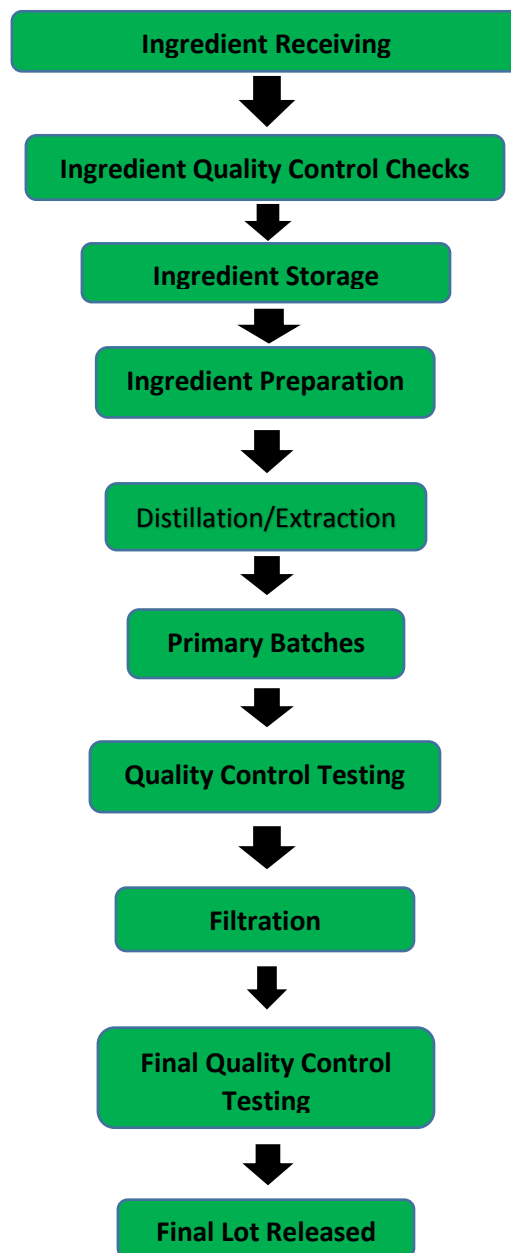 Ingredient Receiving
Ingredient Quality Control Checks
Ingredient Storage
Ingredient Preparation
Distillation/Extraction
Primary Batches
Quality Control Testing
Filtration
Final Quality Control
Testing
Final Lot Released